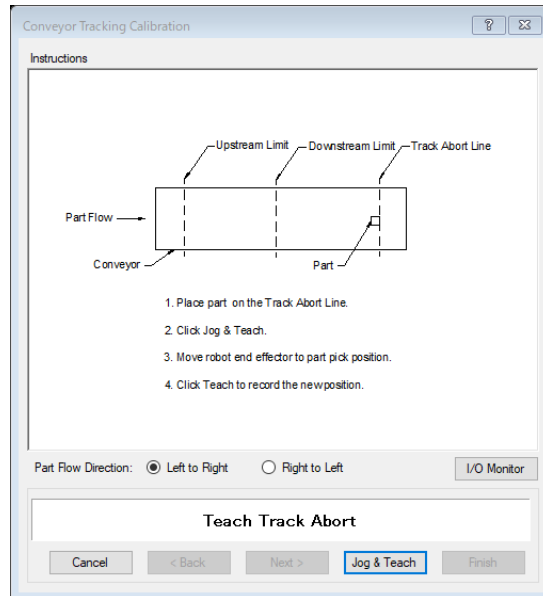 Conveyor Tracking Calibration
Instructions
Upstream Limit Downstream Limit Track Abort Line
Part Flow
Conveyor Part
1. Place part on the Track Abort Line.
2. Click Jog & Teach.
3. Move robot end effector to part pick position.
4. Click Teach to record the new position.
Part Flow Direction: Left to Right Right to Left I/O Monitor
Teach Track Abort
Cancel < Back Next > Jog & Teach Finish